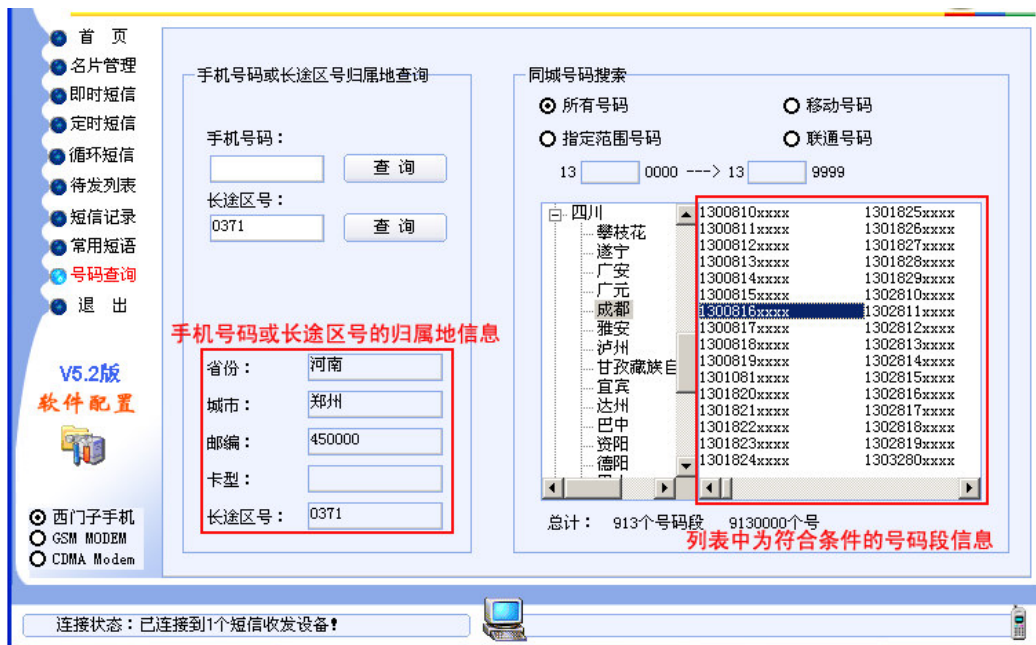 首 页
名片管理
即时短信
定时短信
循环短信
待发列表
短信记录
常用短语
号码查询
退 出
V5.2版
软件配置
西门子手机
GSM MODEM
CDMA Modem
手机号码或长途区号归属地查询
手机号码：
查 询
长途区号：
0371
查 询
手机号码或长途区号的归属地信息
省份： 河南
城市： 郑州
邮编： 450000
卡型：
长途区号： 0371
同城号码搜索
所有号码 移动号码
指定范围号码 联通号码
13 0000 ---> 13 9999
四川
攀枝花
遂宁
广安
广元
成都
雅安
泸州
甘孜藏族自
宜宾
达州
巴中
资阳
德阳
1300810xxxx 1301825xxxx
1300811xxxx 1301826xxxx
1300812xxxx 1301827xxxx
1300813xxxx 1301828xxxx
1300814xxxx 1301829xxxx
1300815xxxx 1302810xxxx
1300816xxxx 1302811xxxx
1300817xxxx 1302812xxxx
1300818xxxx 1302813xxxx
1300819xxxx 1302814xxxx
1301081xxxx 1302815xxxx
1301820xxxx 1302816xxxx
1301821xxxx 1302817xxxx
1301822xxxx 1302818xxxx
1301823xxxx 1302819xxxx
1301824xxxx 1303280xxxx
总计： 913个号码段 9130000个号
列表中为符合条件的号码段信息
连接状态：已连接到1个短信收发设备！